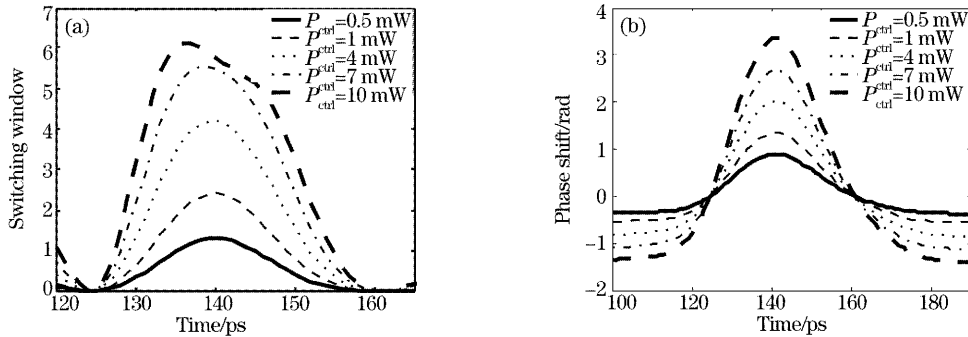 (a)
7
6
5
4
3
2
1
0
Switching window
P_ctrl=0.5 mW
P_ctrl=1 mW
P_ctrl=4 mW
P_ctrl=7 mW
P_ctrl=10 mW
120 130 140 150 160
Time/ps
(b)
4
3
2
1
0
−1
−2
Phase shift/rad
P_ctrl=0.5 mW
P_ctrl=1 mW
P_ctrl=4 mW
P_ctrl=7 mW
P_ctrl=10 mW
100 120 140 160 180
Time/ps